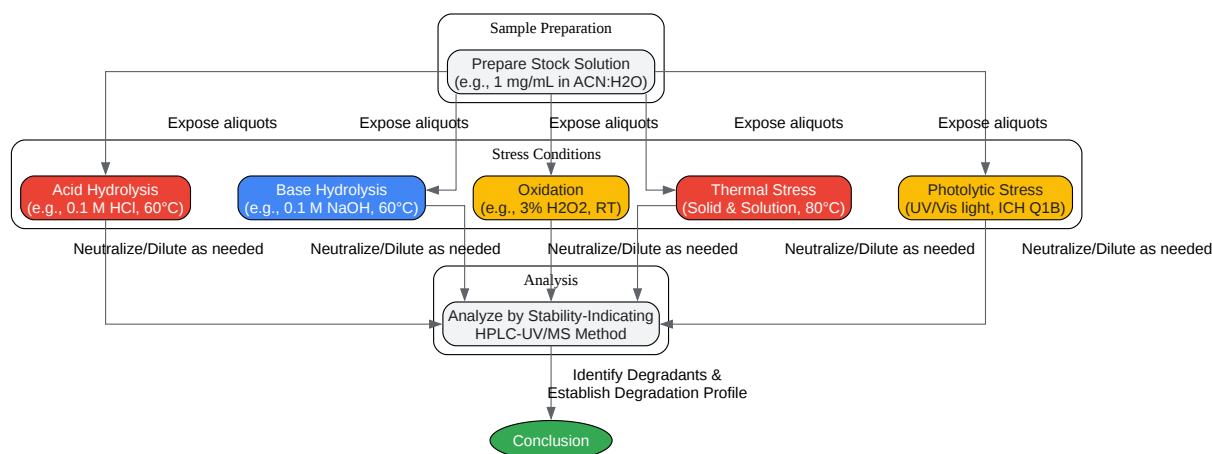 Sample Preparation
Prepare Stock Solution
(e.g., 1 mg/mL in ACN:H2O)
Expose aliquots
Expose aliquots
Expose aliquots
Expose aliquots
Expose aliquots
Stress Conditions
Acid Hydrolysis
(e.g., 0.1 M HCl, 60°C)
Base Hydrolysis
(e.g., 0.1 M NaOH, 60°C)
Oxidation
(e.g., 3% H2O2, RT)
Thermal Stress
(Solid & Solution, 80°C)
Photolytic Stress
(UV/Vis light, ICH Q1B)
Neutralize/Dilute as needed
Neutralize/Dilute as needed
Neutralize/Dilute as needed
Neutralize/Dilute as needed
Neutralize/Dilute as needed
Analysis
Analyze by Stability-Indicating
HPLC-UV/MS Method
Identify Degradants &
Establish Degradation Profile
Conclusion